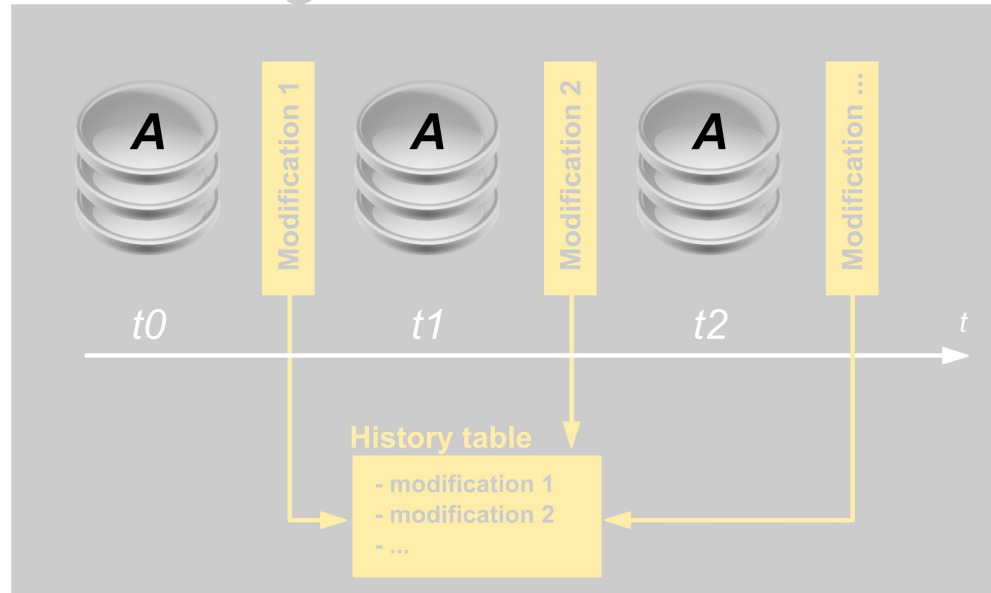 A
Modification 1
A
Modification 2
A
Modification ...
t0
t1
t2
t
History table
- modification 1
- modification 2
- ...